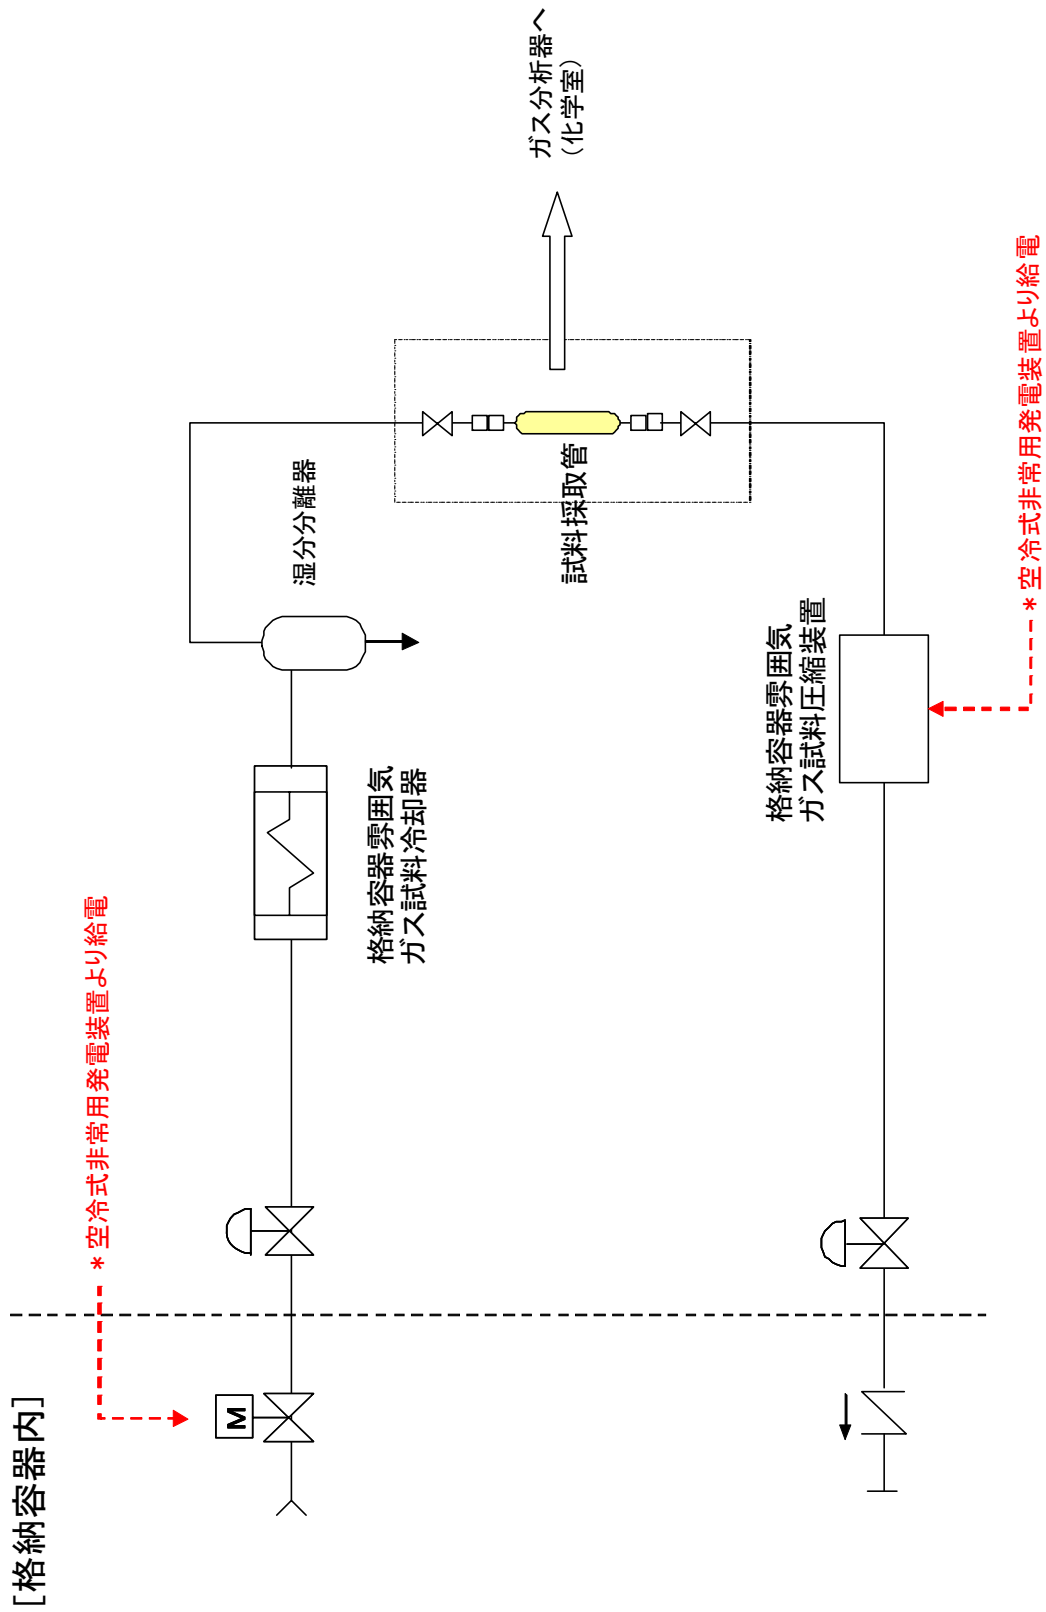 [格納容器内]
＊空冷式非常用発電装置より給電
M
格納容器雰囲気
ガス試料冷却器
湿分分離器
試料採取管
ガス分析器へ
（化学室）
格納容器雰囲気
ガス試料圧縮装置
＊空冷式非常用発電装置より給電